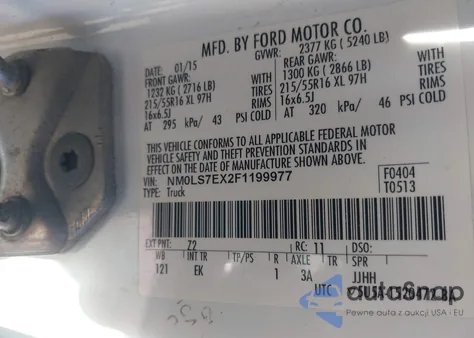 MFD. BY FORD MOTOR CO.
DATE: 01/15 GVWR: 2377 KG ( 5240 LB)
FRONT GAWR: REAR GAWR:
1232 KG ( 2716 LB) WITH 1300 KG ( 2866 LB) WITH
215/55R16 XL 97H TIRES 215/55R16 XL 97H TIRES
16x6.5J RIMS 16x6.5J RIMS
AT 295 kPa/ 43 PSI COLD AT 320 kPa/ 46 PSI COLD
THIS VEHICLE CONFORMS TO ALL APPLICABLE FEDERAL MOTOR
VEHICLE SAFETY AND THEFT PREVENTION STANDARDS IN
EFFECT ON THE DATE OF MANUFACTURE SHOWN ABOVE.
VIN: NM0LS7EX2F1199977 F0404
TYPE: Truck T0513
EXT PNT: Z2 RC: 11 DSO:
WB INT TR TP/PS R AXLE TR SPR
121 EK 1 3A JJHH
UTC
autoSnap
Pewne auta z aukcji USA - EU